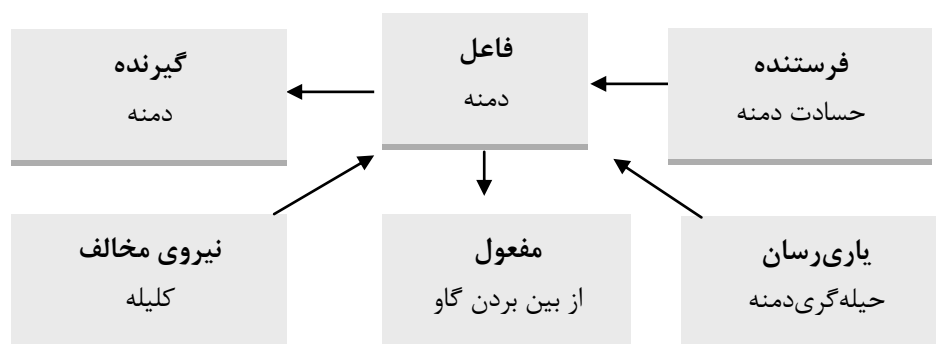 فرستنده
حسادت دمنه
فاعل
دمنه
گیرنده
دمنه
یاری‌رسان
حیله‌گری‌دمنه
مفعول
از بین بردن گاو
نیروی مخالف
کلیله